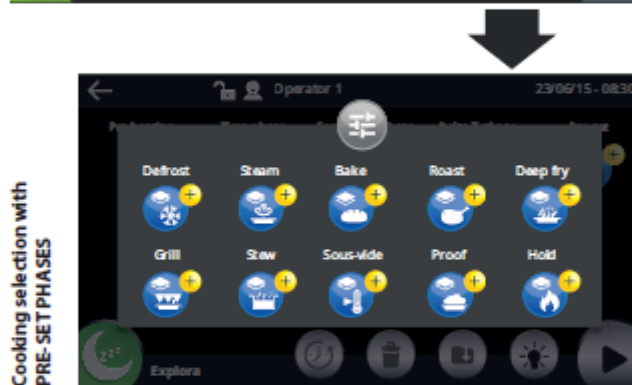 Cooking selection with
PRE-SET PHASES
Operator 1
23/06/15 - 08:30
Defrost
Steam
Bake
Roast
Deep fry
Grill
Stew
Sous-vide
Proof
Hold
zzz
Explora